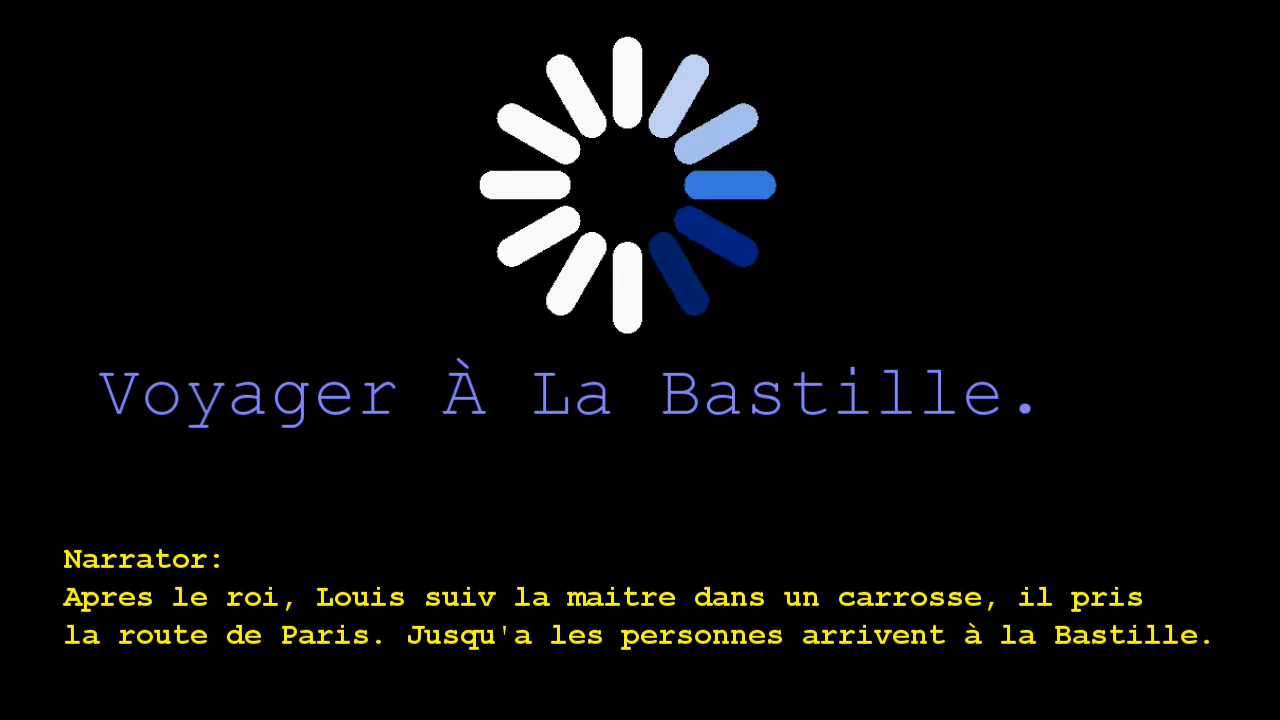 Voyager À La Bastille.
Narrator:
Apres le roi, Louis suiv la maitre dans un carrosse, il pris
la route de Paris. Jusqu'a les personnes arrivent à la Bastille.